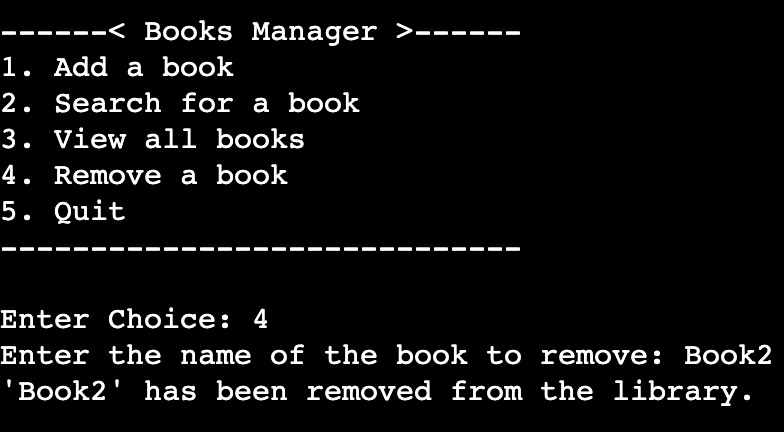 ------< Books Manager >------
1. Add a book
2. Search for a book
3. View all books
4. Remove a book
5. Quit
-----------------------------
Enter Choice: 4
Enter the name of the book to remove: Book2
'Book2' has been removed from the library.